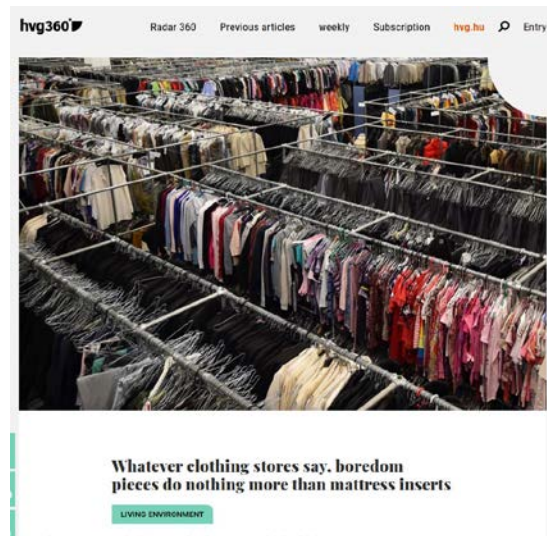 hvg360
Radar 360 Previous articles weekly Subscription hvg.hu Entry
Whatever clothing stores say, boredom
pieces do nothing more than mattress inserts
LIVING ENVIRONMENT